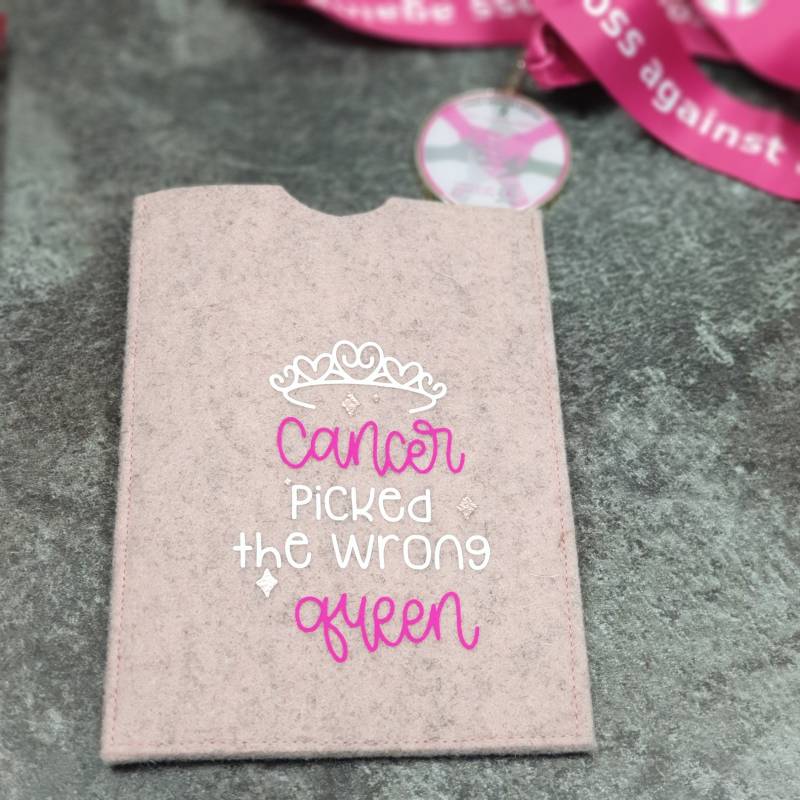 oss against
cancer
Picked
the wrong
queen